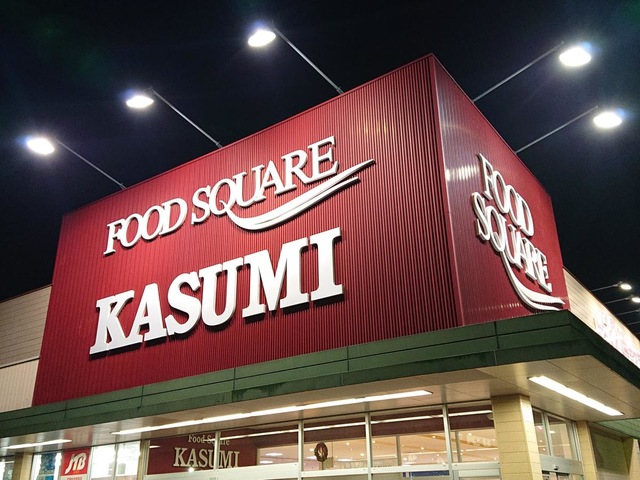 FOOD SQUARE
KASUMI
FOOD
SQUARE
Food Square
KASUMI
JTB